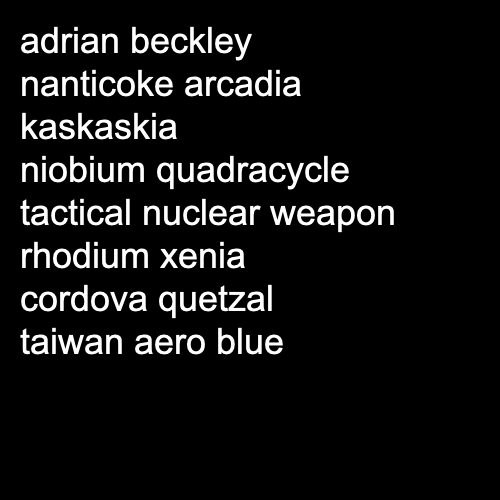 adrian beckley
nanticoke arcadia
kaskaskia
niobium quadracycle
tactical nuclear weapon
rhodium xenia
cordova quetzal
taiwan aero blue